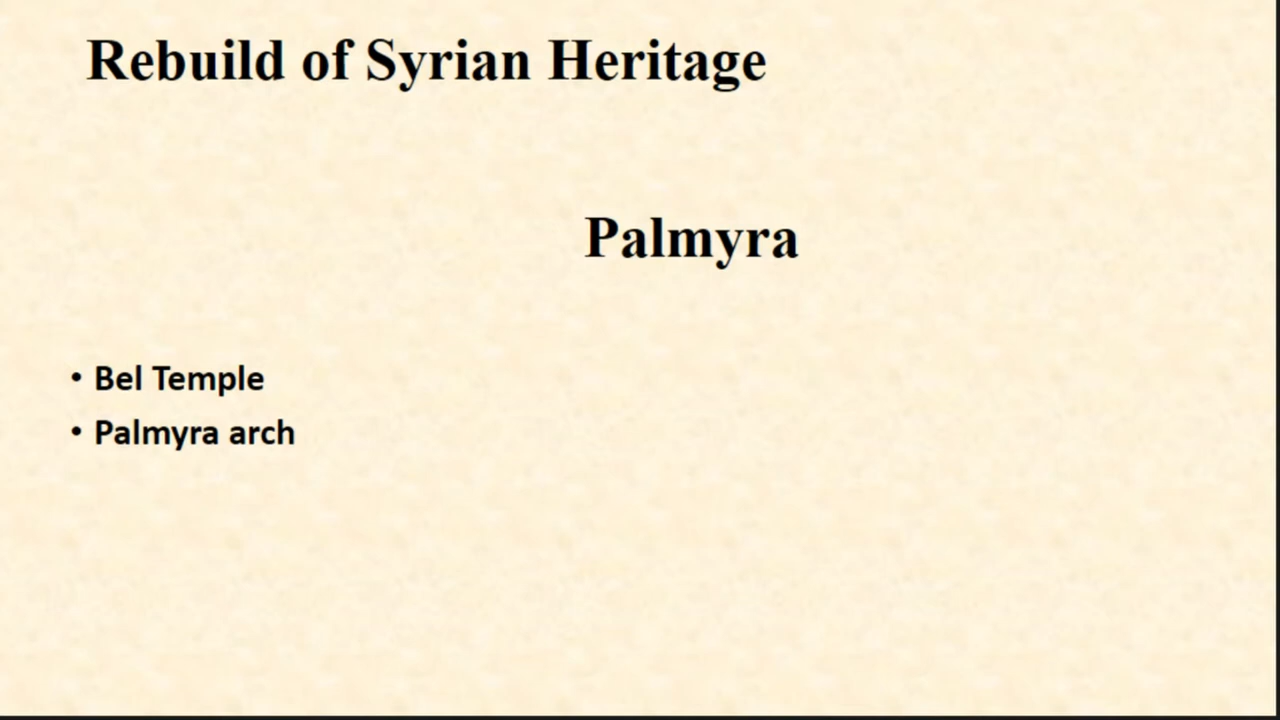 Rebuild of Syrian Heritage
Palmyra
• Bel Temple
• Palmyra arch